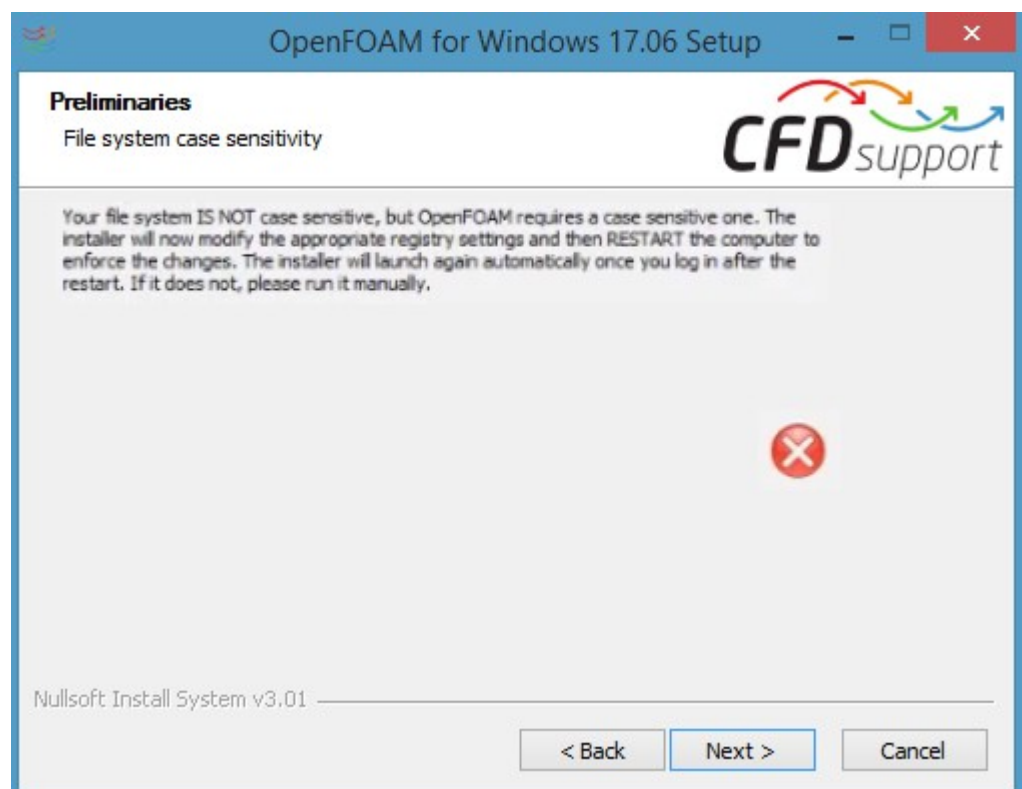 OpenFOAM for Windows 17.06 Setup
Preliminaries
File system case sensitivity
CFDsupport
Your file system IS NOT case sensitive, but OpenFOAM requires a case sensitive one. The
installer will now modify the appropriate registry settings and then RESTART the computer to
enforce the changes. The installer will launch again automatically once you log in after the
restart. If it does not, please run it manually.
Nullsoft Install System v3.01
< Back Next > Cancel